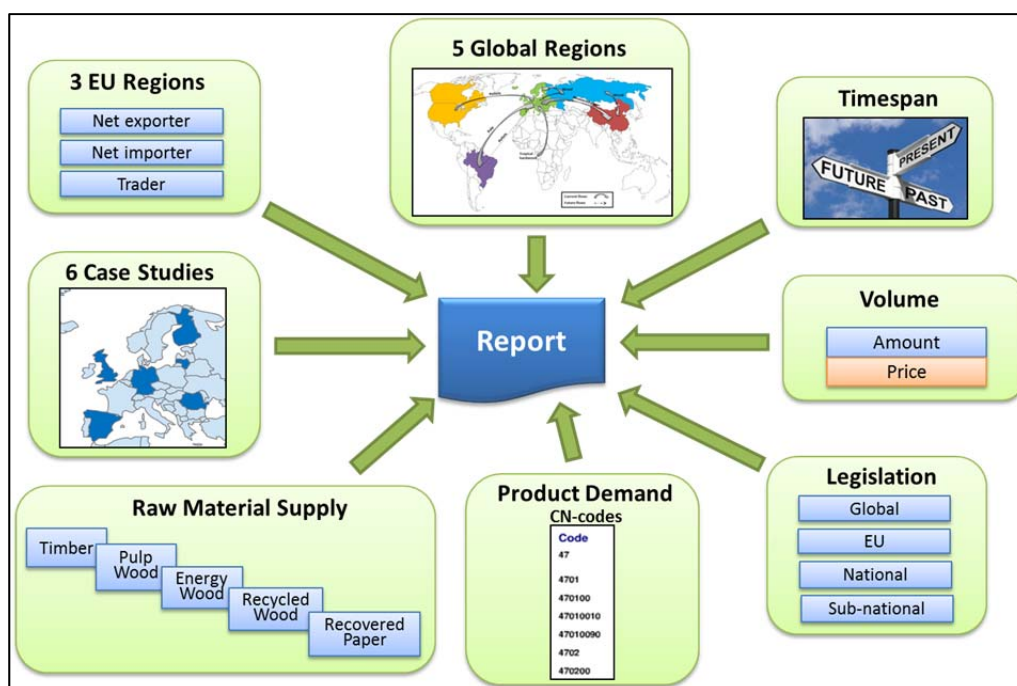 3 EU Regions
Net exporter
Net importer
Trader
5 Global Regions
Timespan
PRESENT
FUTURE
PAST
6 Case Studies
Report
Volume
Amount
Price
Raw Material Supply
Timber
Pulp
Wood
Energy
Wood
Recycled
Wood
Recovered
Paper
Product Demand
CN-codes
Code
47
4701
470100
47010010
47010090
4702
470200
Legislation
Global
EU
National
Sub-national